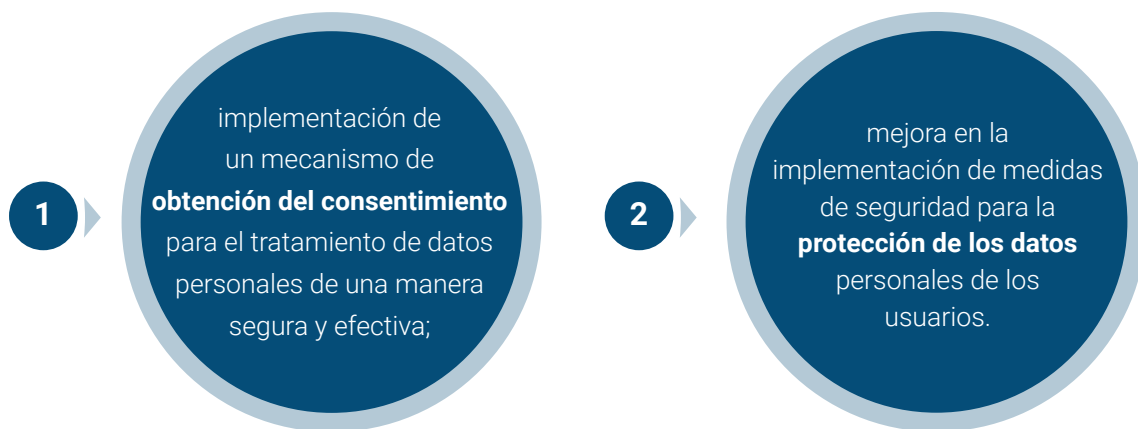 1
implementación de
un mecanismo de
obtención del consentimiento
para el tratamiento de datos
personales de una manera
segura y efectiva;
2
mejora en la
implementación de medidas
de seguridad para la
protección de los datos
personales de los
usuarios.